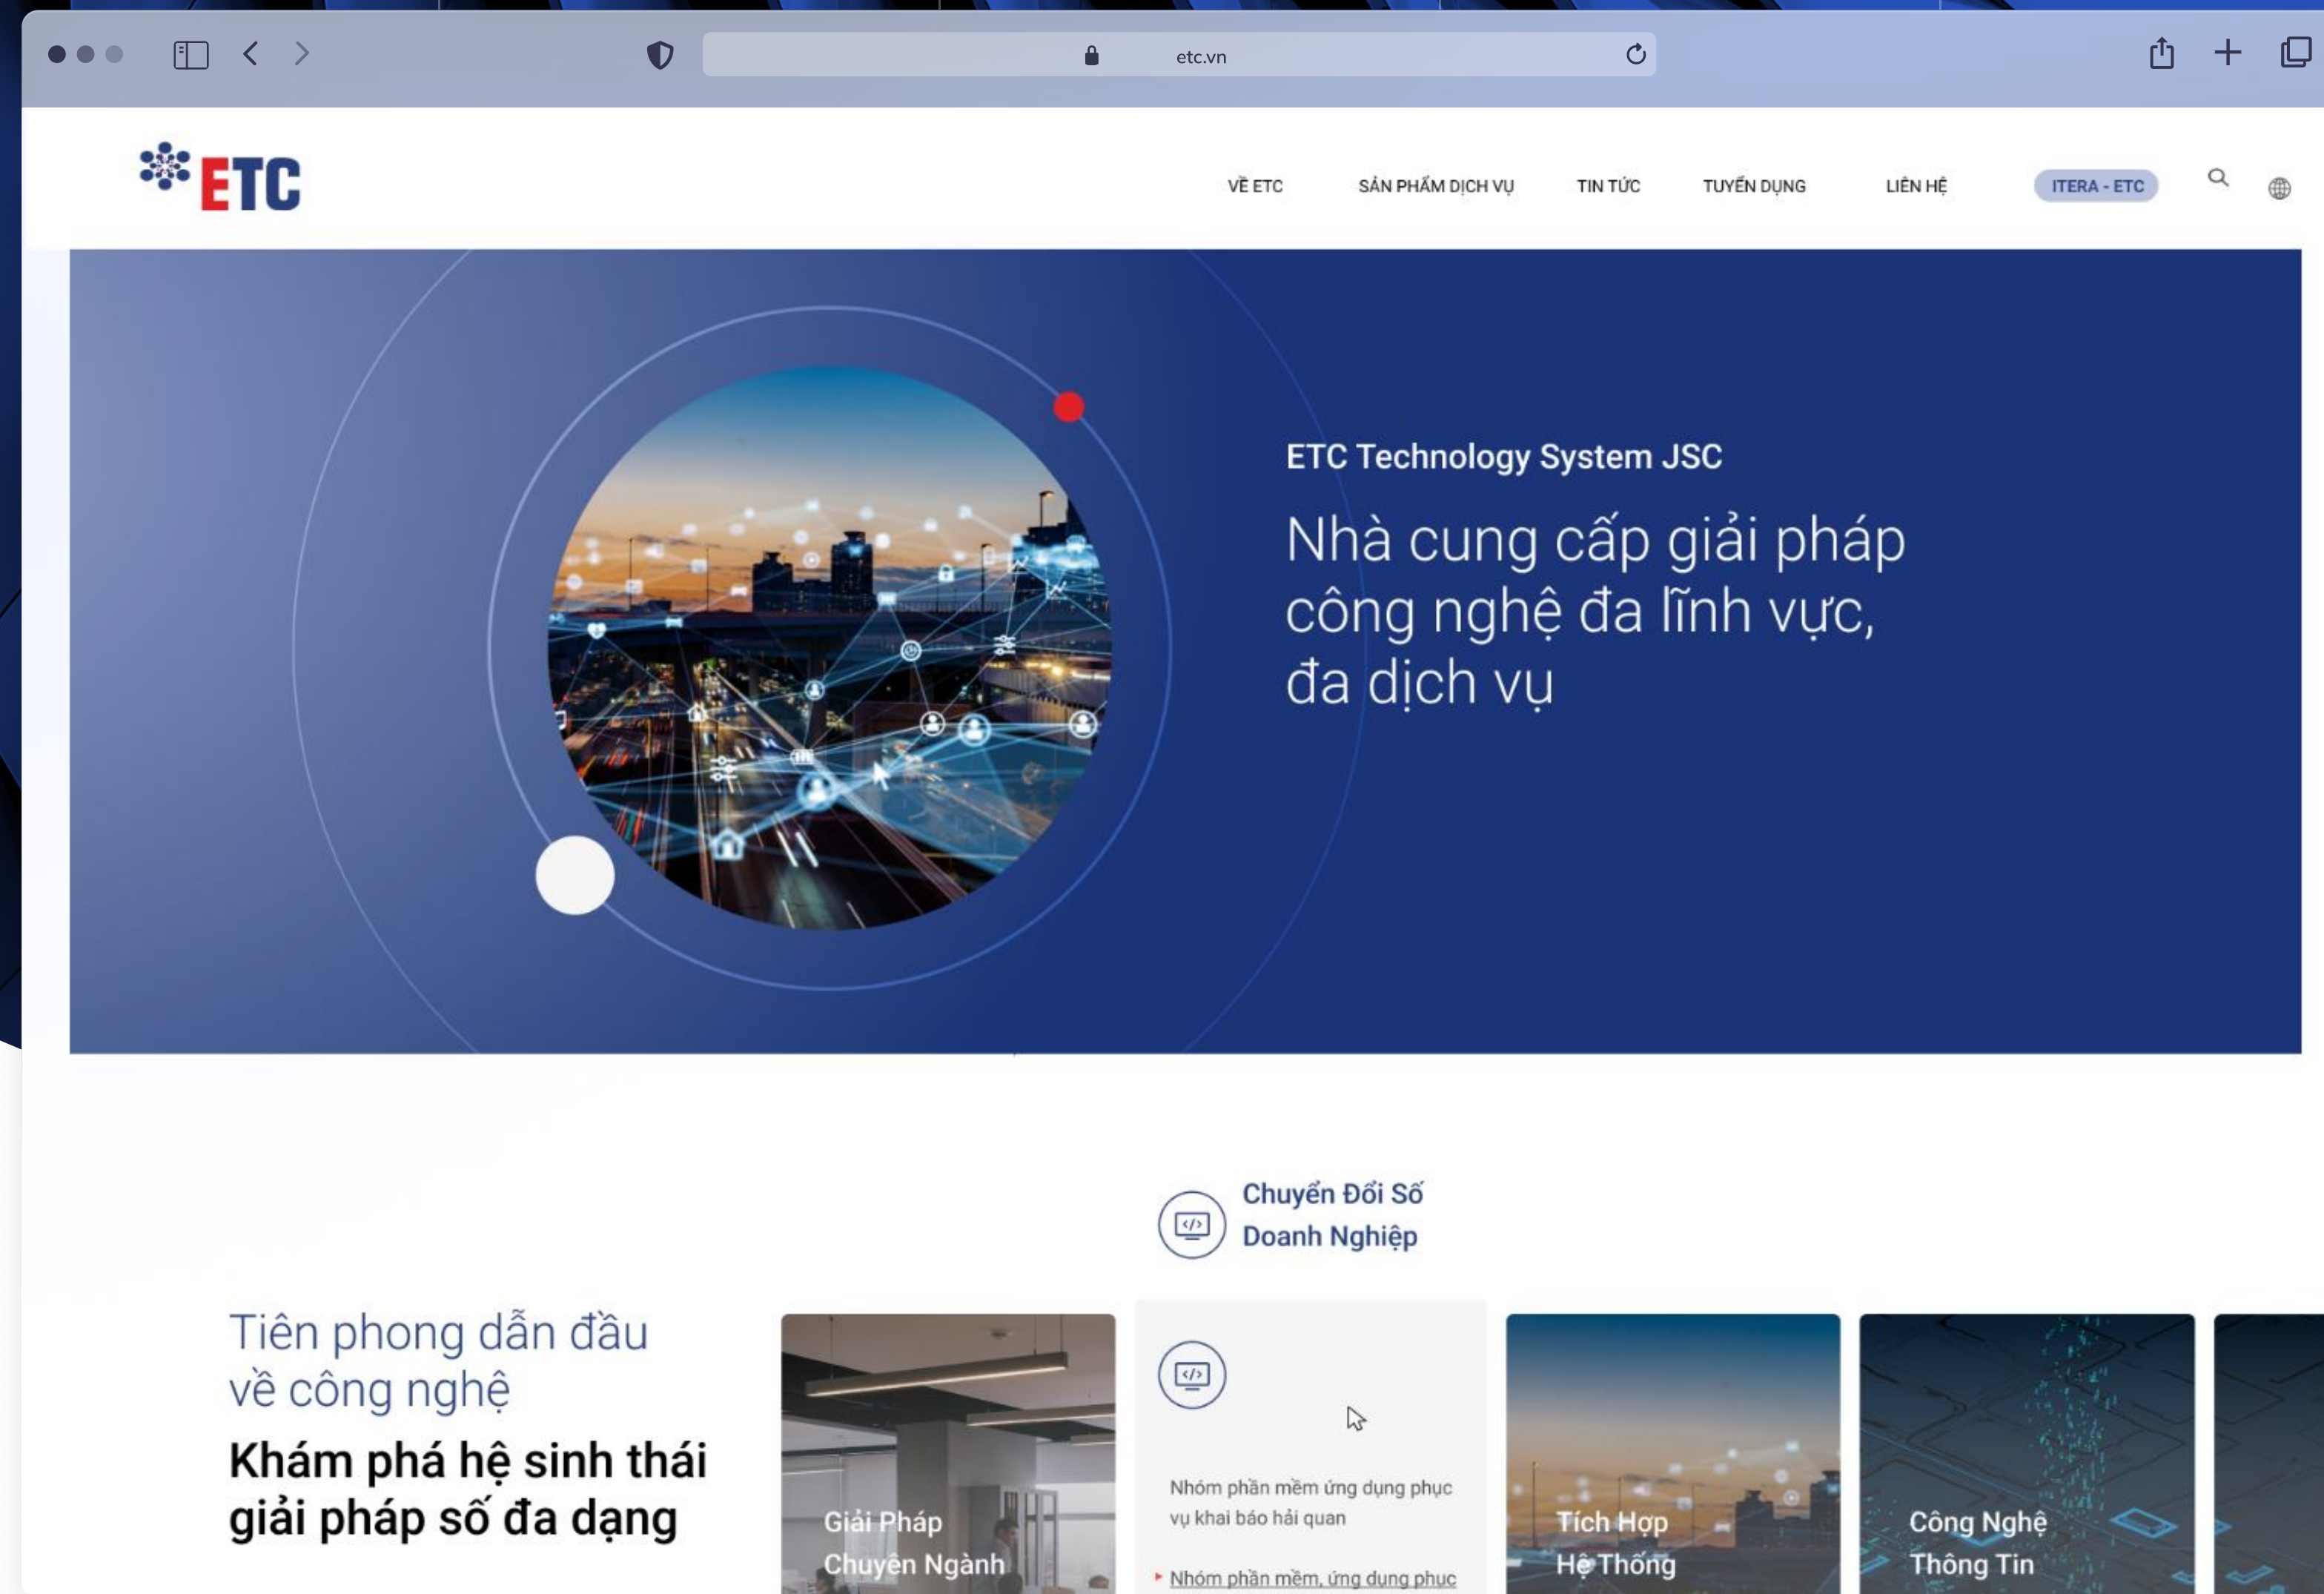 etc.vn
ETC
VỀ ETC
SẢN PHẨM DỊCH VỤ
TIN TỨC
TUYỂN DỤNG
LIÊN HỆ
ITERA - ETC
ETC Technology System JSC
Nhà cung cấp giải pháp
công nghệ đa lĩnh vực,
đa dịch vụ
Chuyển Đổi Số
Doanh Nghiệp
Tiên phong dẫn đầu
về công nghệ
Khám phá hệ sinh thái
giải pháp số đa dạng
Giải Pháp
Chuyên Ngành
Nhóm phần mềm ứng dụng phục
vụ khai báo hải quan
Nhóm phần mềm, ứng dụng phục
Tích Hợp
Hệ Thống
Công Nghệ
Thông Tin